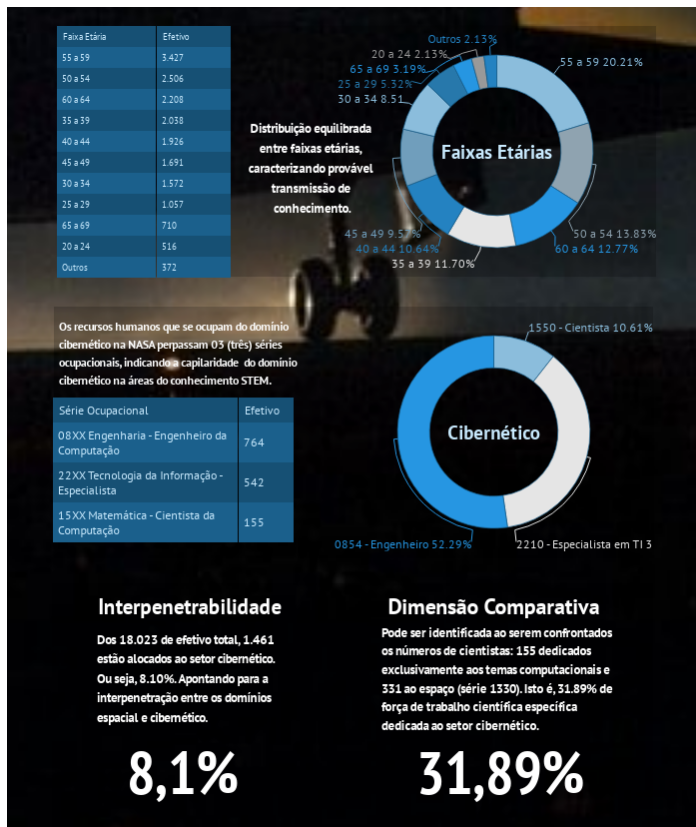 Faixa Etária Efetivo
55 a 59 3.427
50 a 54 2.506
60 a 64 2.208
35 a 39 2.038
40 a 44 1.926
45 a 49 1.691
30 a 34 1.572
25 a 29 1.057
65 a 69 710
20 a 24 516
Outros 372
Distribuição equilibrada
entre faixas etárias,
caracterizando provável
transmissão de
conhecimento.
Outros 2.13%
20 a 24 2.13%
65 a 69 3.19%
25 a 29 5.32%
30 a 34 8.51
55 a 59 20.21%
Faixas Etárias
45 a 49 9.57%
40 a 44 10.64%
35 a 39 11.70%
50 a 54 13.83%
60 a 64 12.77%
Os recursos humanos que se ocupam do domínio
cibernético na NASA perpassam 03 (três) séries
ocupacionais, indicando a capilaridade do domínio
cibernético na áreas do conhecimento STEM.
Série Ocupacional Efetivo
08XX Engenharia - Engenheiro da
Computação 764
22XX Tecnologia da Informação -
Especialista 542
15XX Matemática - Cientista da
Computação 155
1550 - Cientista 10.61%
Cibernético
0854 - Engenheiro 52.29%
2210 - Especialista em TI 3
Interpenetrabilidade
Dos 18.023 de efetivo total, 1.461
estão alocados ao setor cibernético.
Ou seja, 8.10%. Apontando para a
interpenetração entre os domínios
espacial e cibernético.
8,1%
Dimensão Comparativa
Pode ser identificada ao serem confrontados
os números de cientistas: 155 dedicados
exclusivamente aos temas computacionais e
331 ao espaço (série 1330). Isto é, 31.89% de
força de trabalho científica específica
dedicada ao setor cibernético.
31,89%